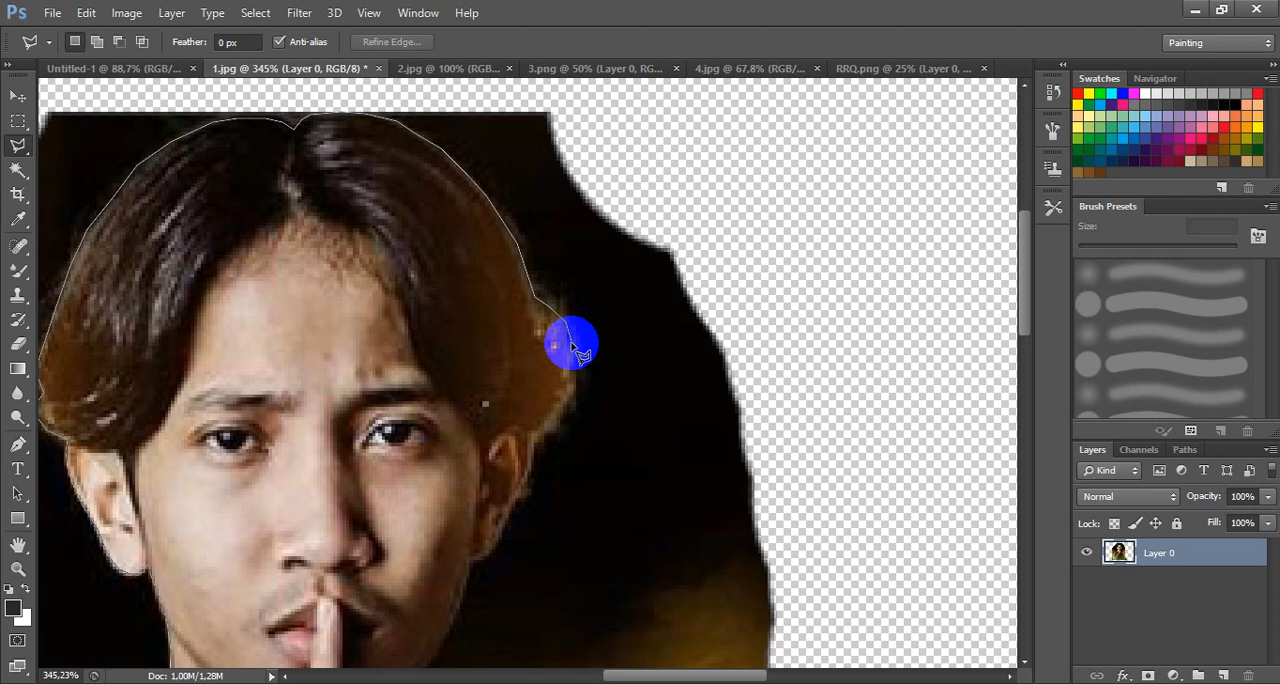 Ps File Edit Image Layer Type Select Filter 3D View Window Help
Feather: 0 px Anti-alias Refine Edge... Painting
Untitled-1 @ 88,7% (RGB/... × 1.jpg @ 345% (Layer 0, RGB/8) * × 2.jpg @ 100% (RGB... × 3.png @ 50% (Layer 0, RG... × 4.jpg @ 67,8% (RGB/... × RRQ.png @ 25% (Layer 0, ... ×
Swatches Navigator
Brush Presets
Size:
Layers Channels Paths
Kind
Normal Opacity: 100%
Lock: Fill: 100%
Layer 0
345,23% Doc: 1,00M/1,28M